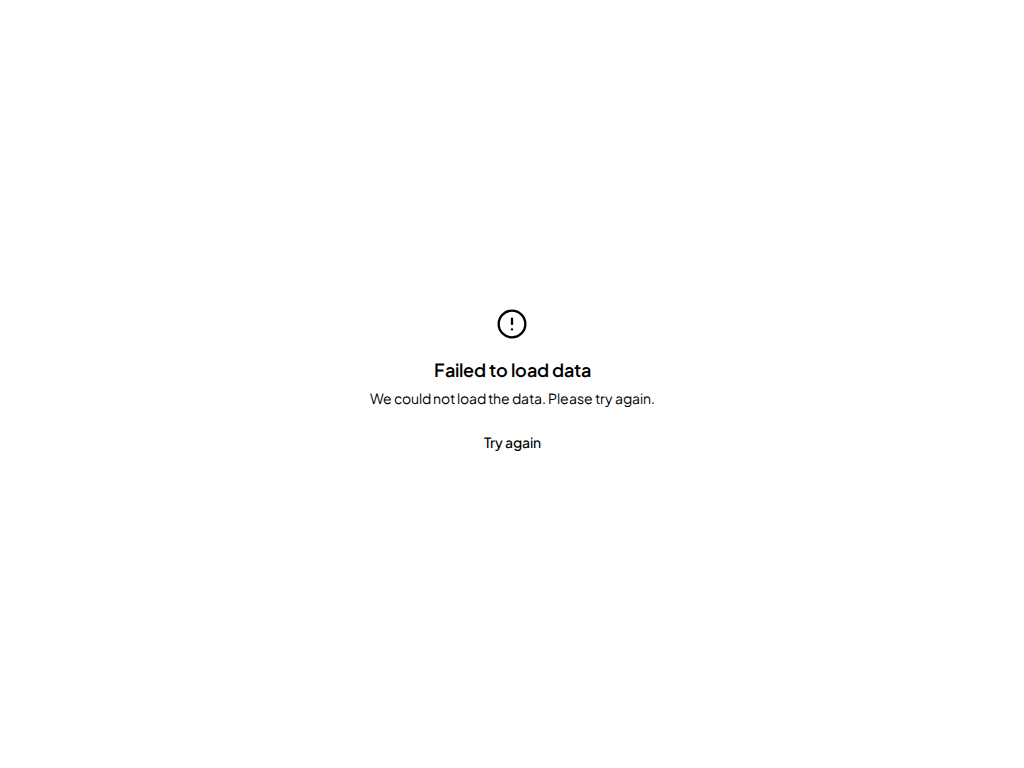 Failed to load data
We could not load the data. Please try again.
Try again